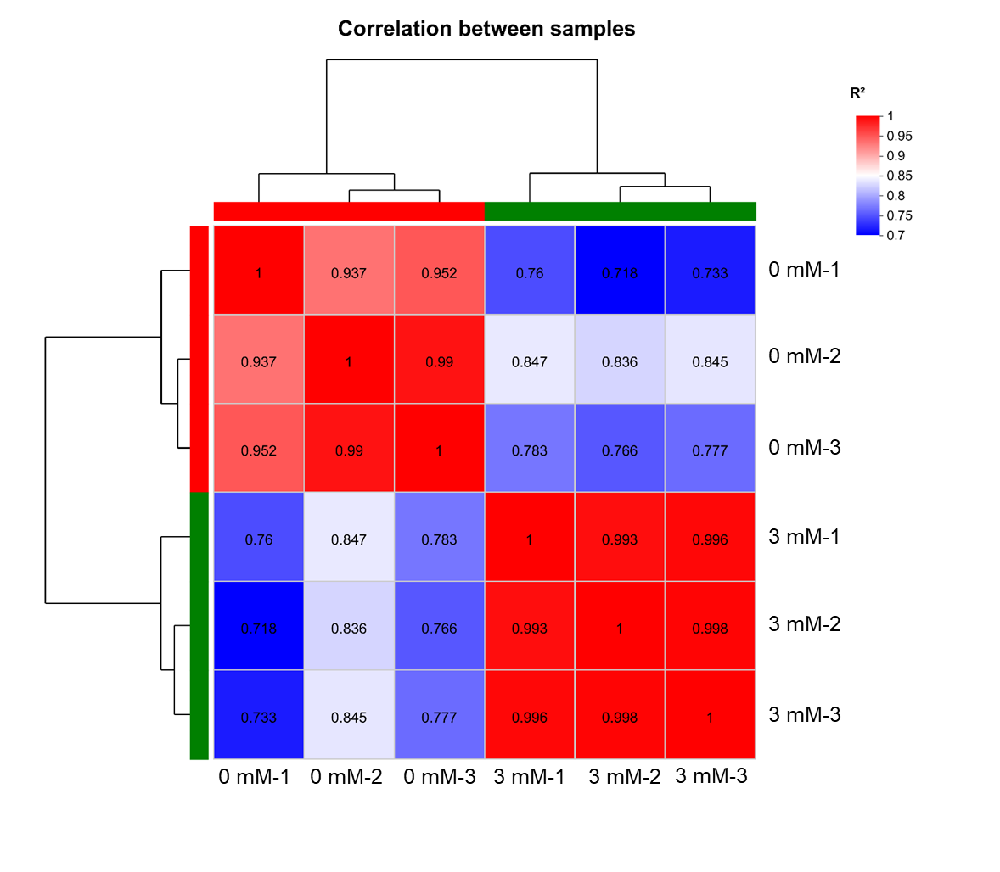 Correlation between samples
R²
1
0.95
0.9
0.85
0.8
0.75
0.7
1 0.937 0.952 0.76 0.718 0.733 0 mM-1
0.937 1 0.99 0.847 0.836 0.845 0 mM-2
0.952 0.99 1 0.783 0.766 0.777 0 mM-3
0.76 0.847 0.783 1 0.993 0.996 3 mM-1
0.718 0.836 0.766 0.993 1 0.998 3 mM-2
0.733 0.845 0.777 0.996 0.998 1 3 mM-3
0 mM-1 0 mM-2 0 mM-3 3 mM-1 3 mM-2 3 mM-3